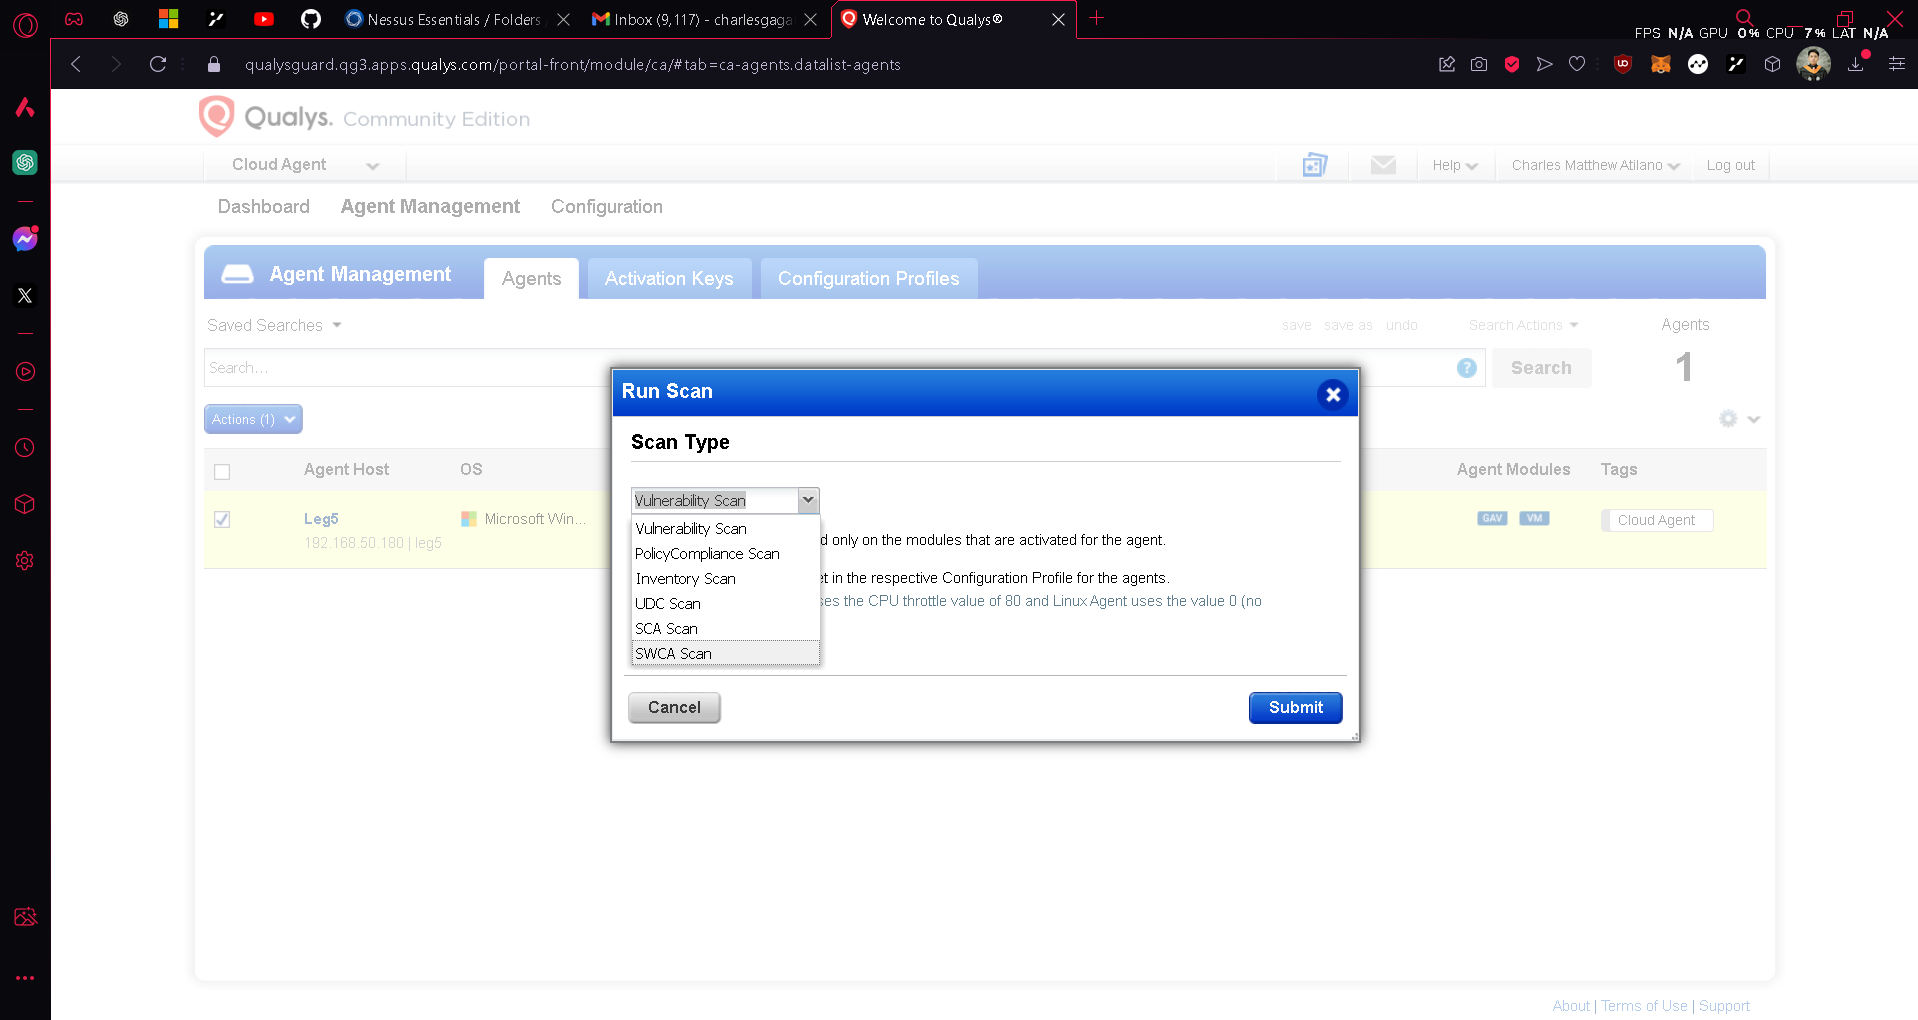 Nessus Essentials / Folders
Inbox (9,117) - charlesgaga
Welcome to Qualys®
FPS N/A GPU 0% CPU 7% LAT N/A
qualysguard.qg3.apps.qualys.com/portal-front/module/ca/#tab=ca-agents.datalist-agents
Qualys. Community Edition
Cloud Agent
Help
Charles Matthew Atilano
Log out
Dashboard
Agent Management
Configuration
Agent Management
Agents
Activation Keys
Configuration Profiles
Saved Searches
save
save as
undo
Search Actions
Agents
Search...
?
Search
1
Actions (1)
Agent Host
OS
Agent Modules
Tags
Leg5
Microsoft Win...
GAV
VM
Cloud Agent
192.168.50.180 | leg5
Run Scan
Scan Type
Vulnerability Scan
Vulnerability Scan
PolicyCompliance Scan
Inventory Scan
UDC Scan
SCA Scan
SWCA Scan
d only on the modules that are activated for the agent.
et in the respective Configuration Profile for the agents.
ses the CPU throttle value of 80 and Linux Agent uses the value 0 (no
Cancel
Submit
About | Terms of Use | Support